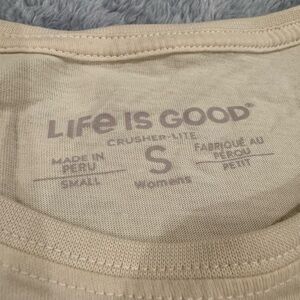 Life is GOOD®
CRUSHER-LITE
MADE IN PERU
SMALL
S
Womens
FABRIQUÉ AU PÉROU
PETIT